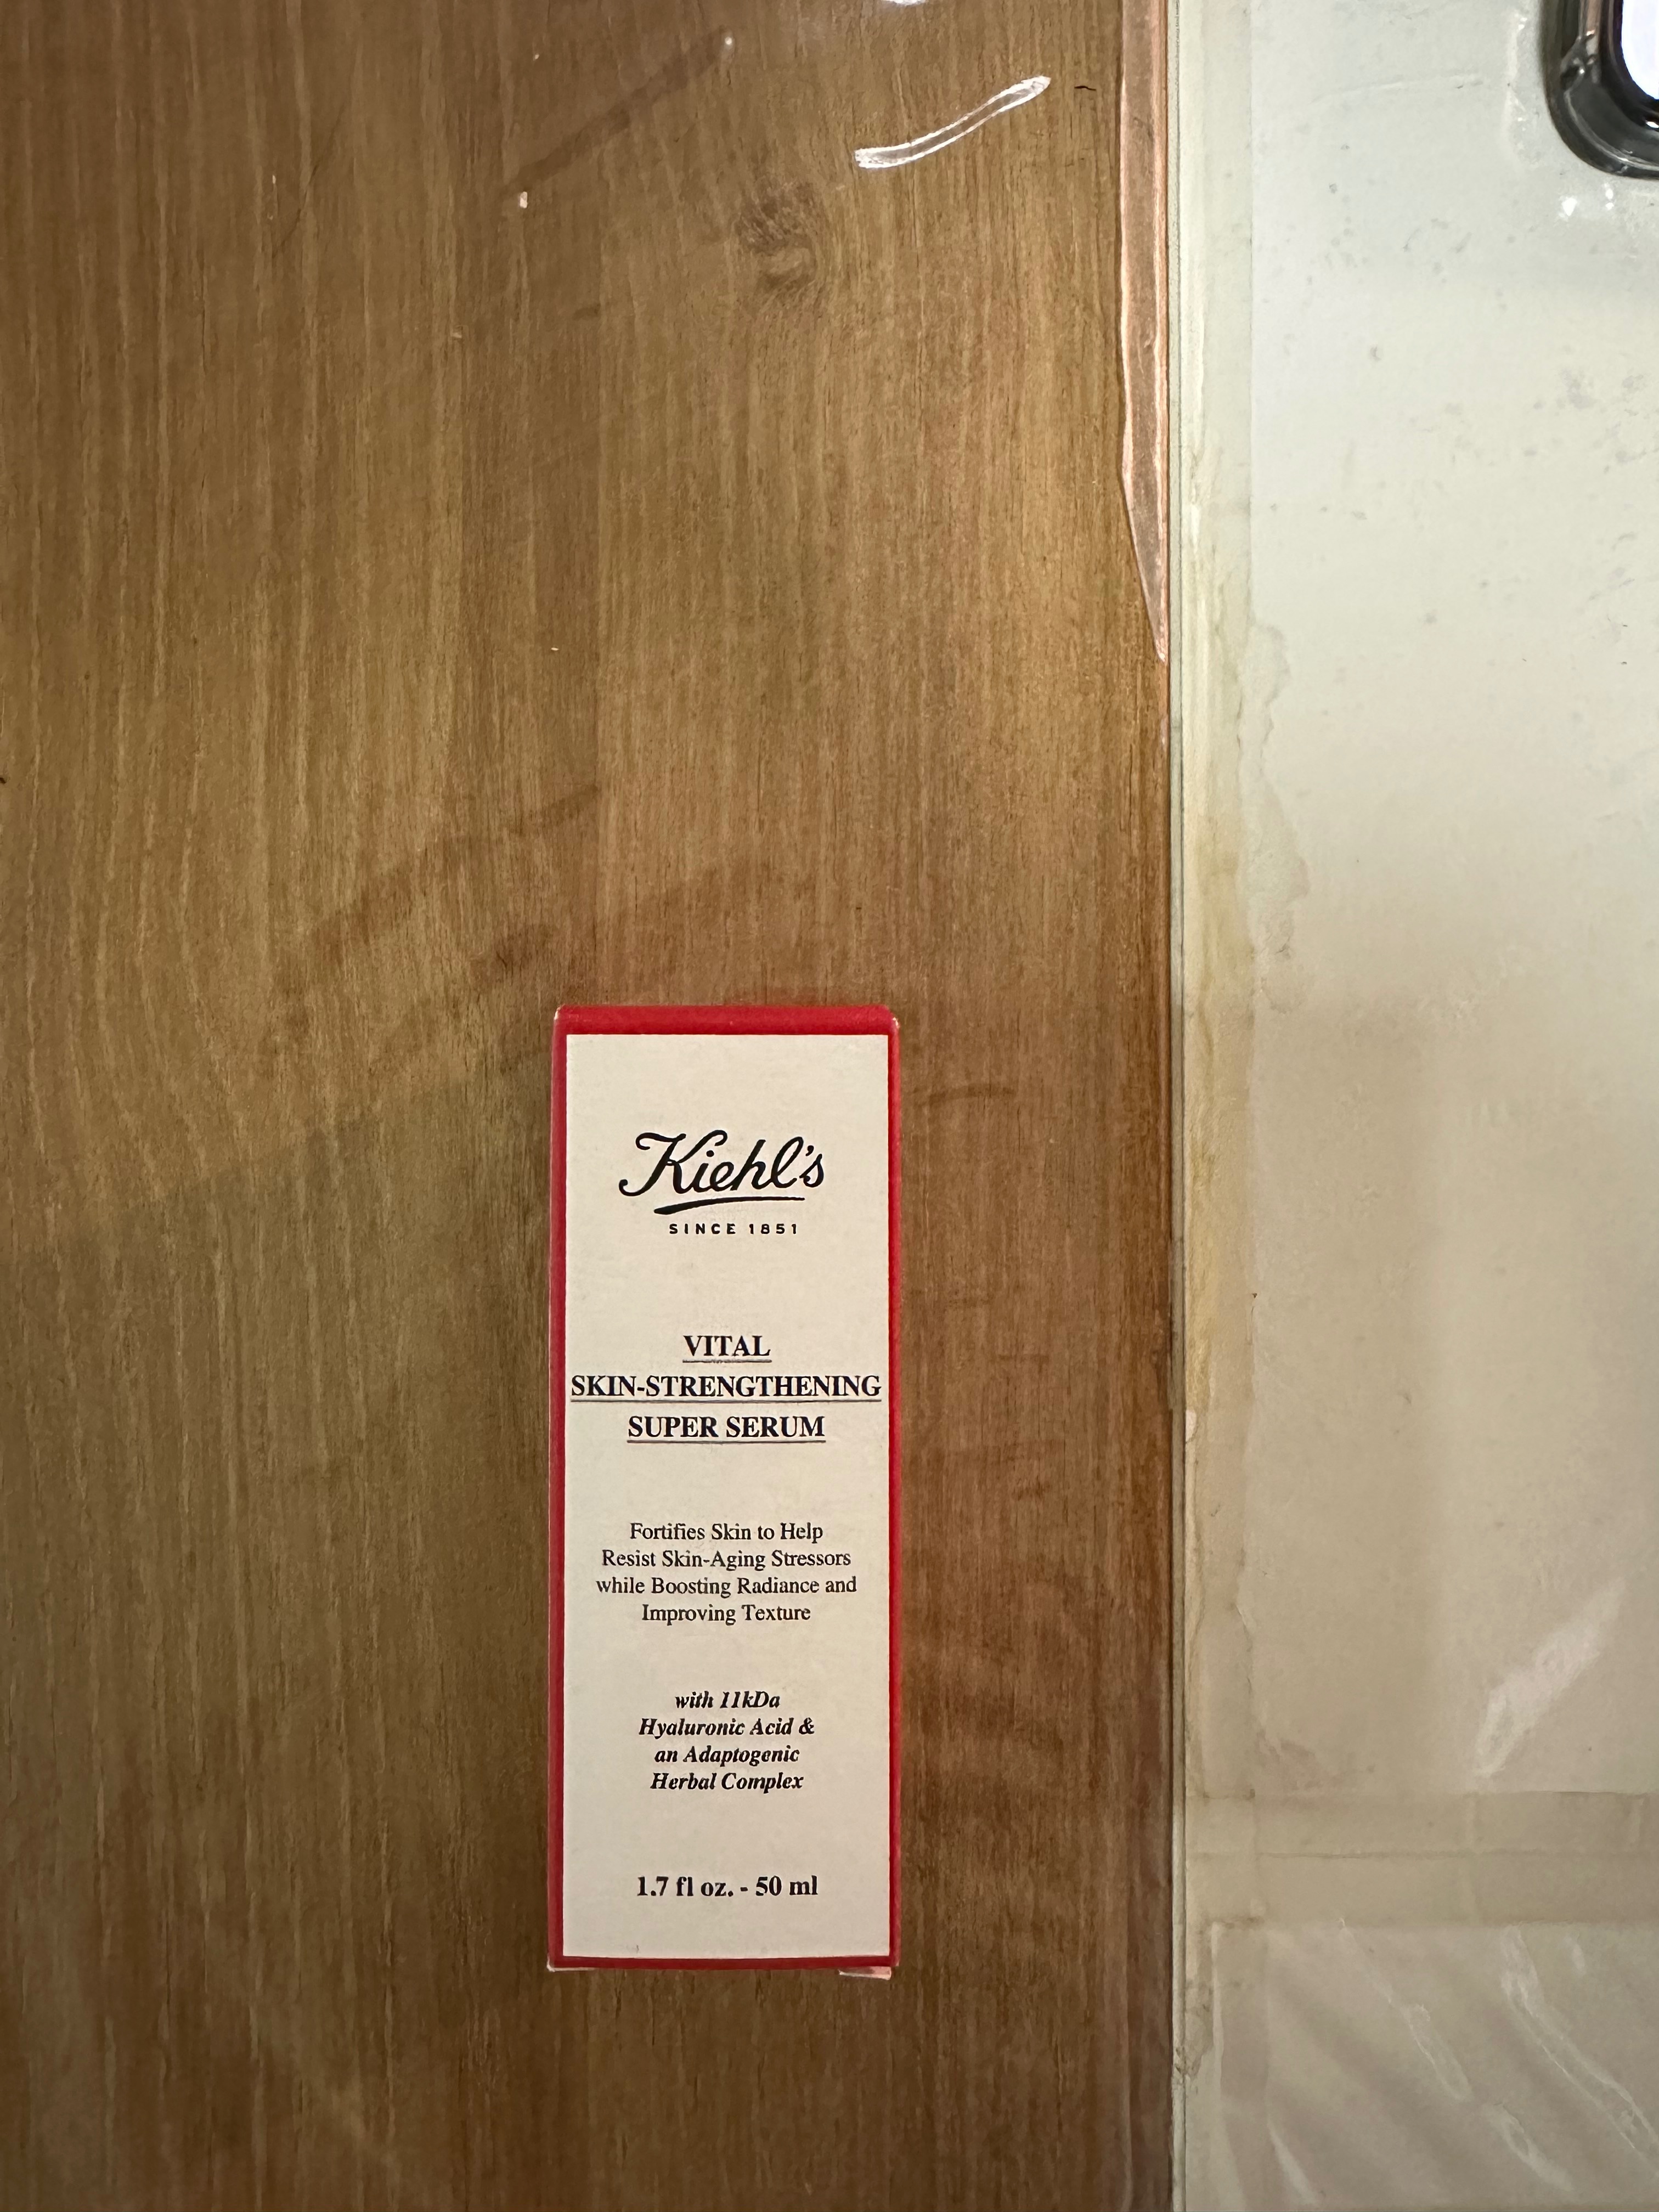 Kiehl's
SINCE 1851
VITAL
SKIN-STRENGTHENING
SUPER SERUM
Fortifies Skin to Help
Resist Skin-Aging Stressors
while Boosting Radiance and
Improving Texture
with 11kDa
Hyaluronic Acid &
an Adaptogenic
Herbal Complex
1.7 fl oz. - 50 ml